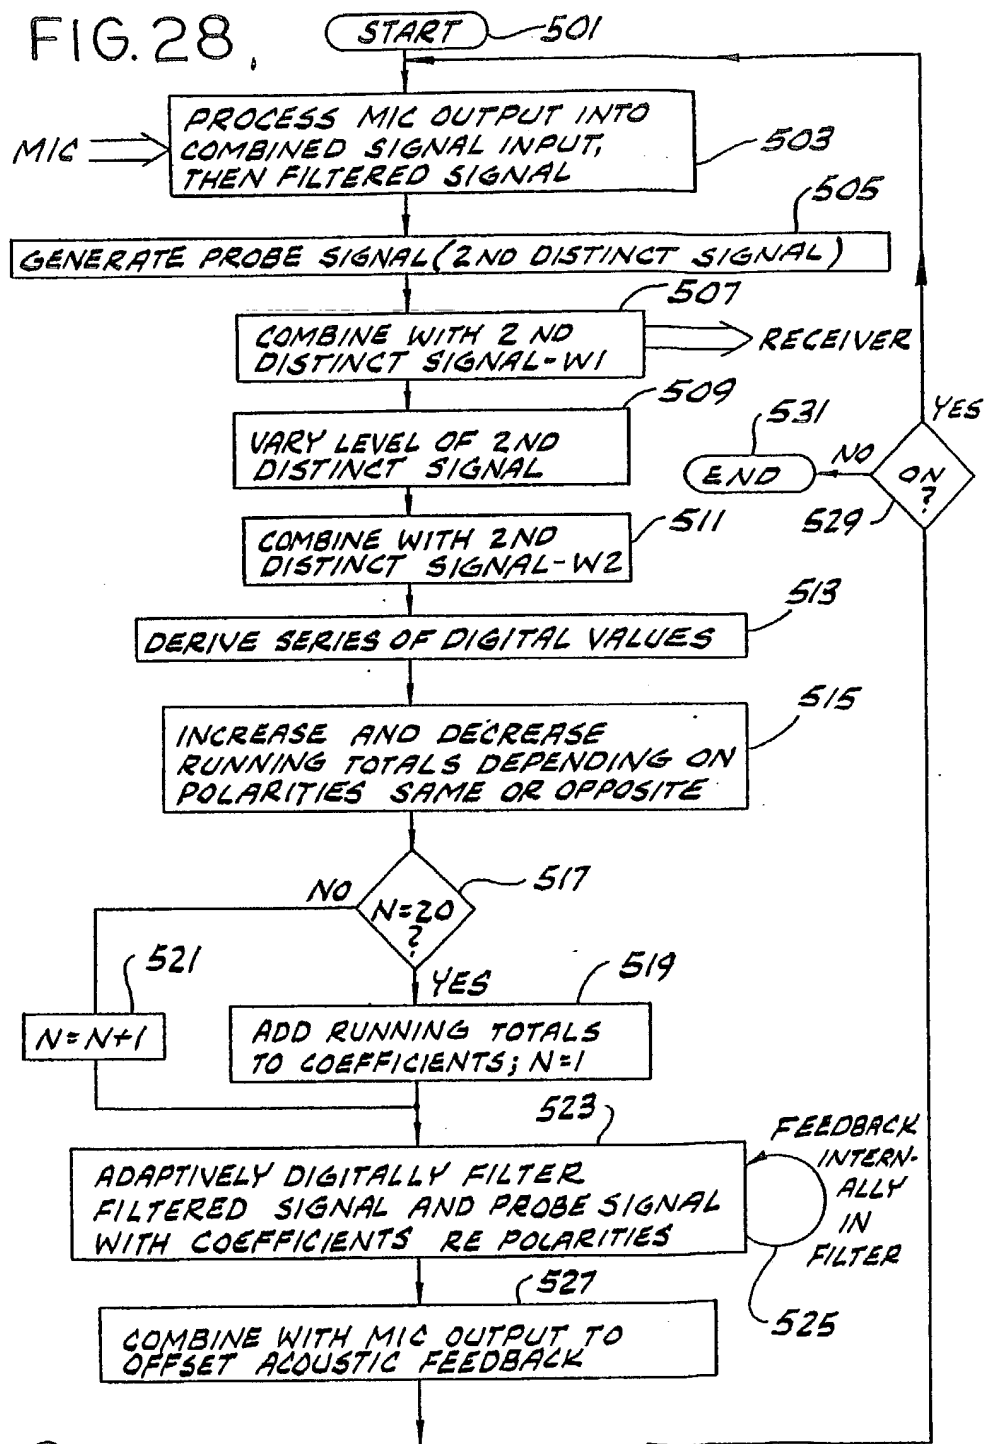 FIG. 28
START
501
MIC
PROCESS MIC OUTPUT INTO
COMBINED SIGNAL INPUT,
THEN FILTERED SIGNAL
503
505
GENERATE PROBE SIGNAL (2ND DISTINCT SIGNAL)
507
COMBINE WITH 2ND
DISTINCT SIGNAL-W1
RECEIVER
509
VARY LEVEL OF 2ND
DISTINCT SIGNAL
531
END
NO
YES
ON
?
529
511
COMBINE WITH 2ND
DISTINCT SIGNAL-W2
513
DERIVE SERIES OF DIGITAL VALUES
515
INCREASE AND DECREASE
RUNNING TOTALS DEPENDING ON
POLARITIES SAME OR OPPOSITE
NO
N=20
?
517
YES
521
N=N+1
519
ADD RUNNING TOTALS
TO COEFFICIENTS; N=1
523
ADAPTIVELY DIGITALLY FILTER
FILTERED SIGNAL AND PROBE SIGNAL
WITH COEFFICIENTS RE POLARITIES
FEEDBACK
INTERN-
ALLY
IN
FILTER
525
527
COMBINE WITH MIC OUTPUT TO
OFFSET ACOUSTIC FEEDBACK